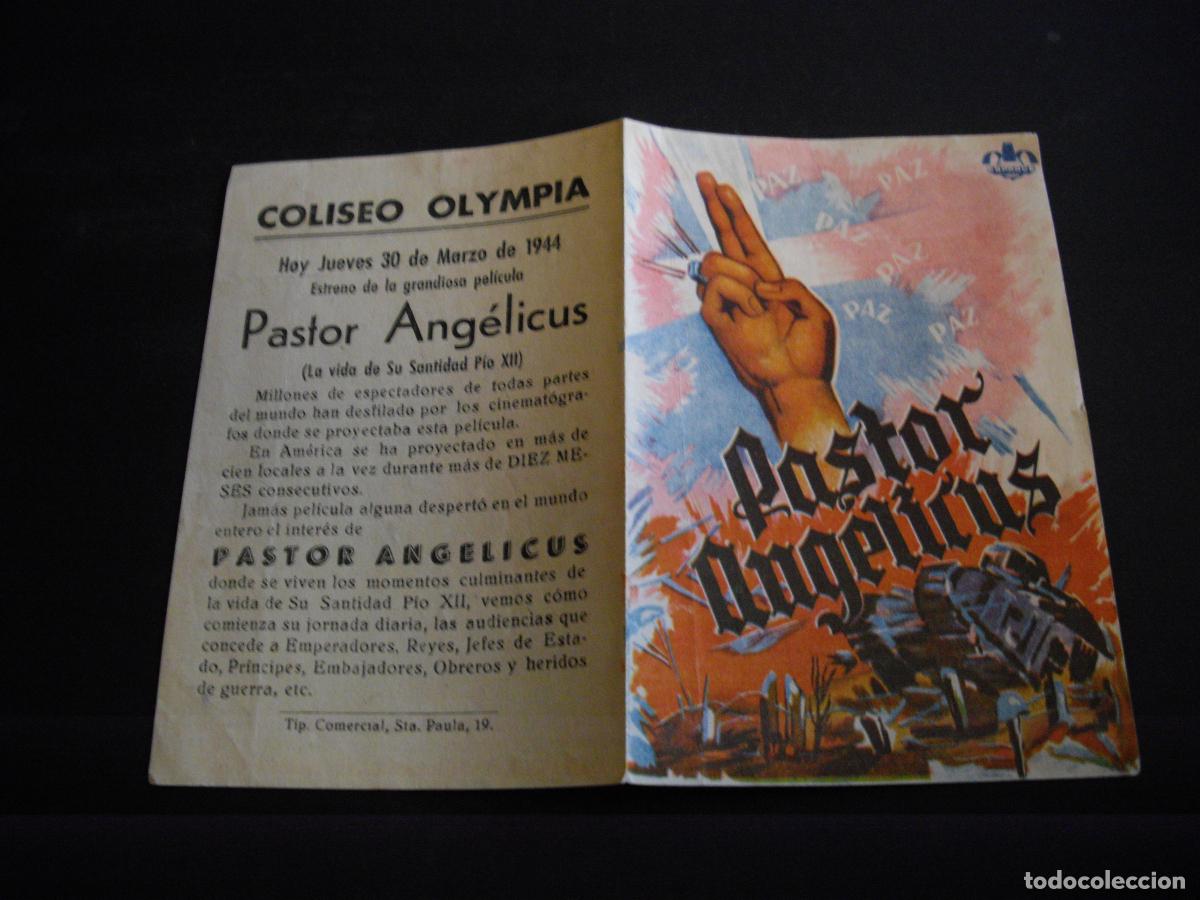 COLISEO OLYMPIA
Hoy Jueves 30 de Marzo de 1944
Estreno de la grandiosa película
Pastor Angélicus
(La vida de Su Santidad Pío XII)
Millones de espectadores de todas partes
del mundo han desfilado por los cinematógra-
fos donde se proyectaba esta película.
En América se ha proyectado en más de
cien locales a la vez durante más de DIEZ ME-
SES consecutivos.
Jamás película alguna despertó en el mundo
entero el interés de
PASTOR ANGELICUS
donde se viven los momentos culminantes de
la vida de Su Santidad Pío XII, vemos cómo
comienza su jornada diaria, las audiencias que
concede a Emperadores, Reyes, Jefes de Esta-
do, Príncipes, Embajadores, Obreros y heridos
de guerra, etc.
Tip. Comercial, Sta. Paula, 19.
PAZ
PAZ
PAZ
PAZ
PAZ
PAZ
Pastor
Angelicus
todocoleccion